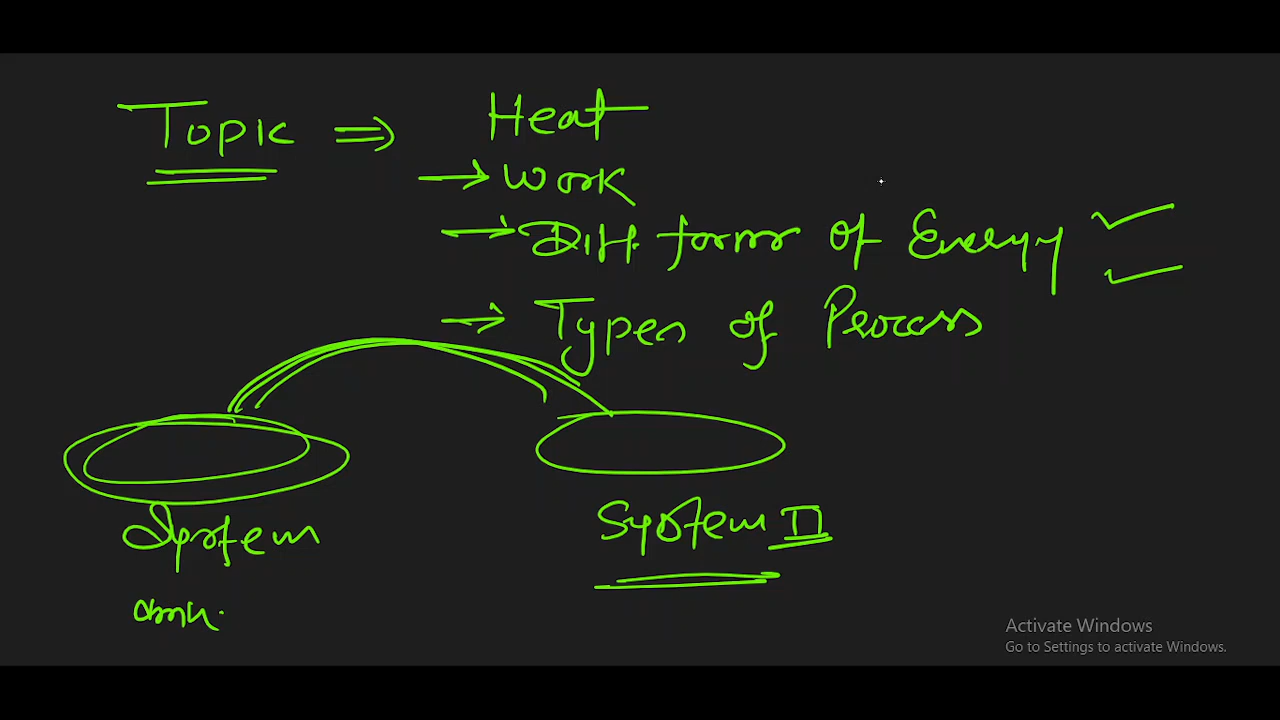 Topic ⇒ Heat
→ Work
→ Diff. forms of Energy ✓
→ Types of Process ✓
System
System II
Activate Windows
Go to Settings to activate Windows.